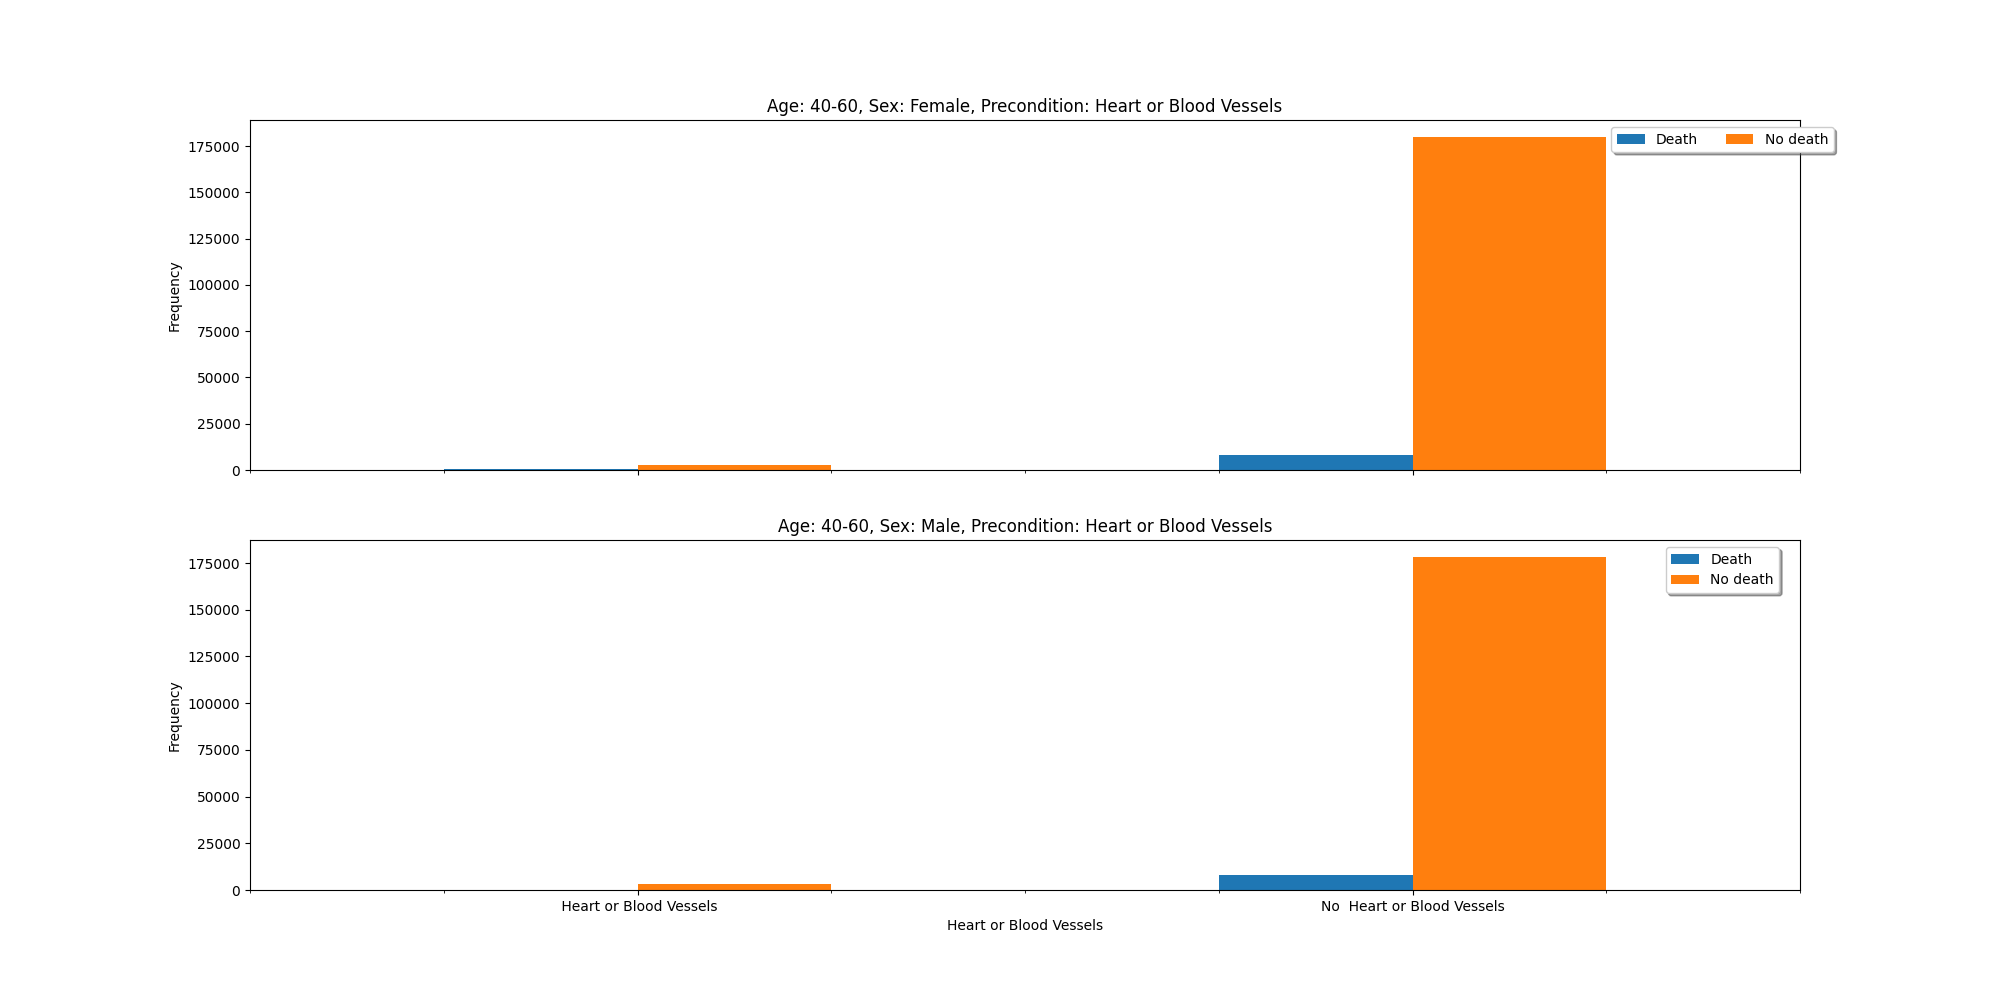 Age: 40-60, Sex: Female, Precondition: Heart or Blood Vessels
Death No death
175000
150000
125000
100000
75000
50000
25000
0
Frequency
Age: 40-60, Sex: Male, Precondition: Heart or Blood Vessels
Death
No death
175000
150000
125000
100000
75000
50000
25000
0
Frequency
Heart or Blood Vessels No  Heart or Blood Vessels
Heart or Blood Vessels